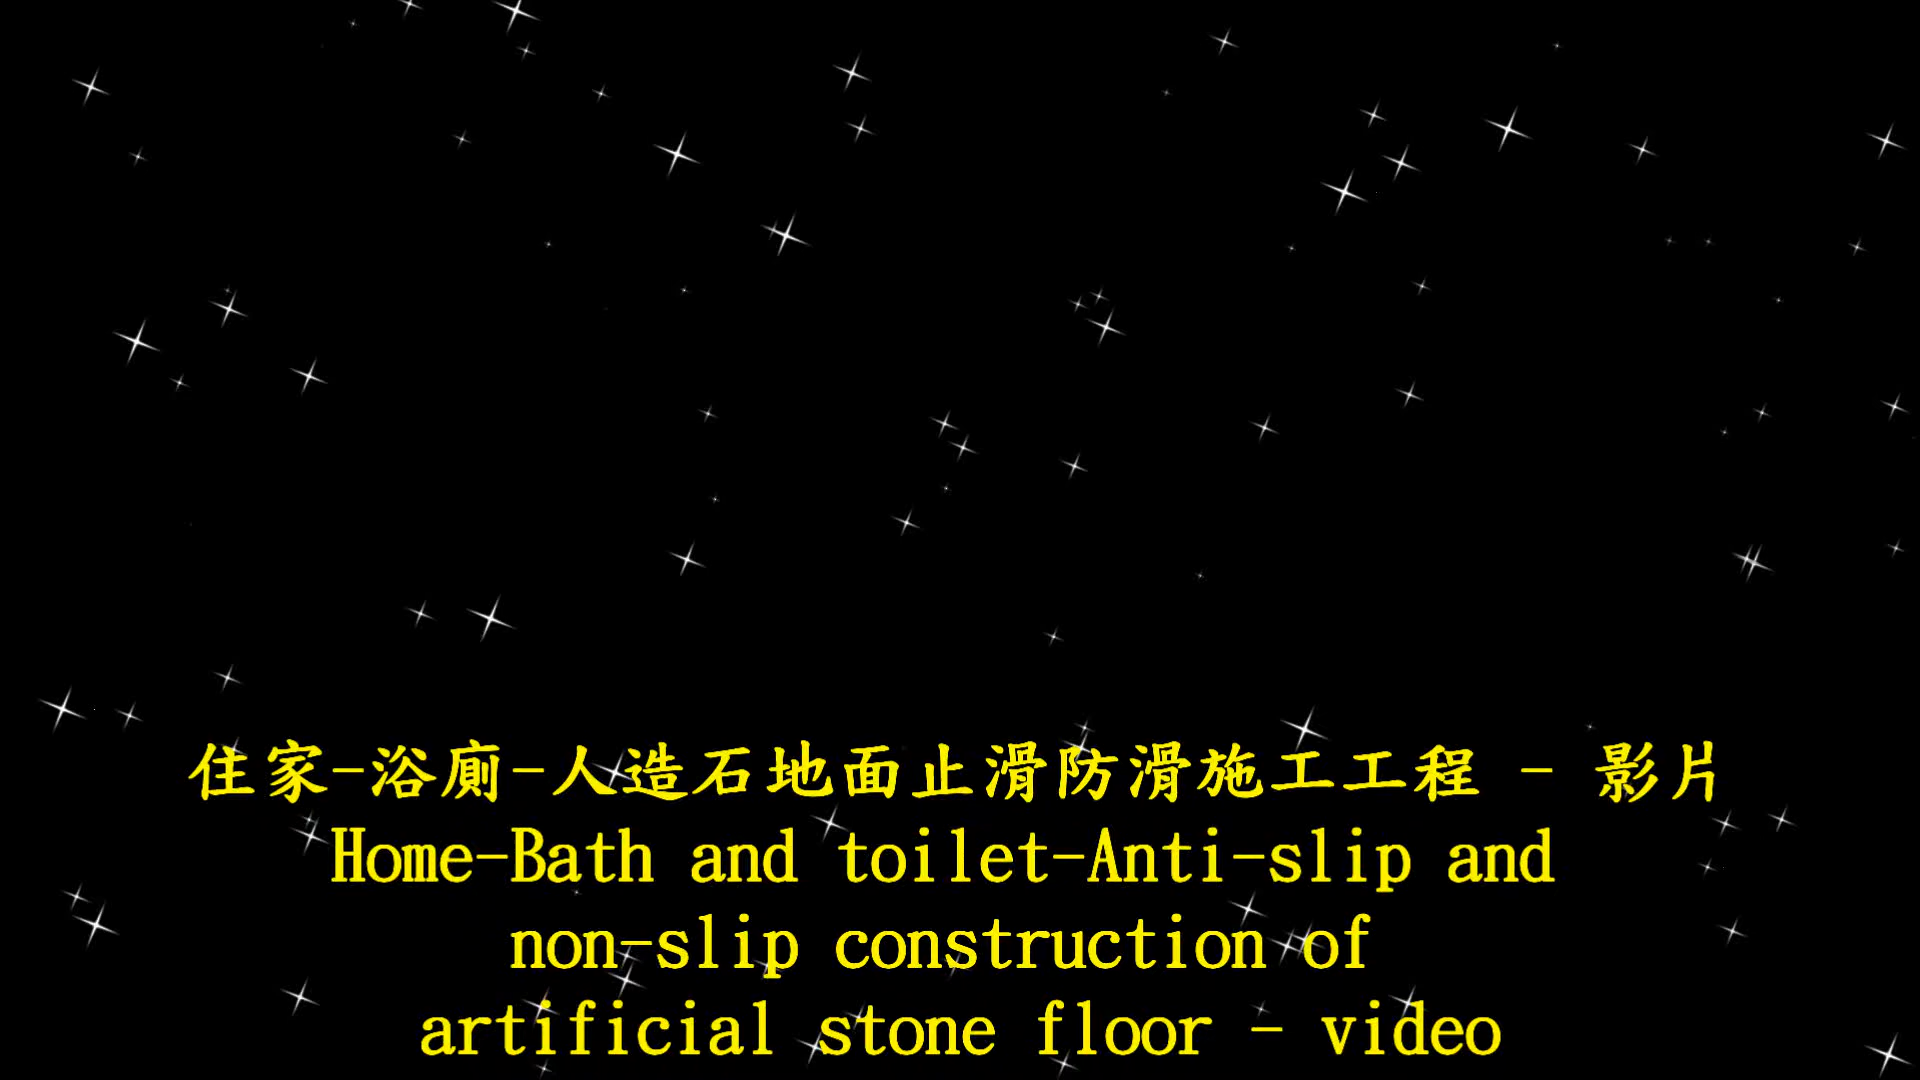 住家-浴廁-人造石地面止滑防滑施工工程 - 影片
Home-Bath and toilet-Anti-slip and
non-slip construction of
artificial stone floor - video